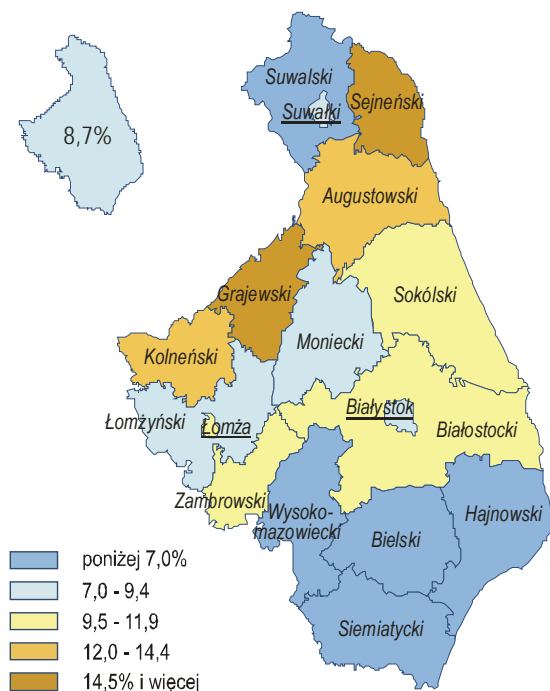 Suwalski
Suwałki
Sejneński
8,7%
Augustowski
Grajewski
Sokólski
Moniecki
Kolneński
Łomżyński
Łomża
Białystok
Białostocki
Zambrowski
Wysoko-
mazowiecki
Hajnowski
Bielski
Siemiatycki
poniżej 7,0%
7,0 - 9,4
9,5 - 11,9
12,0 - 14,4
14,5% i więcej